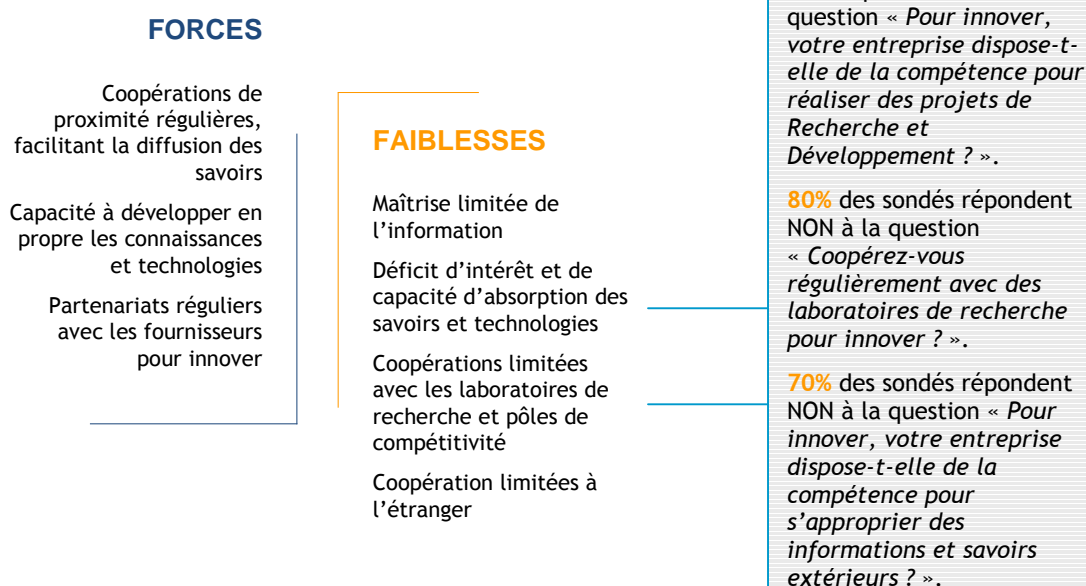 FORCES
Coopérations de
proximité régulières,
facilitant la diffusion des
savoirs
Capacité à développer en
propre les connaissances
et technologies
Partenariats réguliers
avec les fournisseurs
pour innover
FAIBLESSES
Maîtrise limitée de
l’information
Déficit d’intérêt et de
capacité d’absorption des
savoirs et technologies
Coopérations limitées
avec les laboratoires de
recherche et pôles de
compétitivité
Coopération limitées à
l’étranger
question « Pour innover,
votre entreprise dispose-t-
elle de la compétence pour
réaliser des projets de
Recherche et
Développement ? ».
80% des sondés répondent
NON à la question
« Coopérez-vous
régulièrement avec des
laboratoires de recherche
pour innover ? ».
70% des sondés répondent
NON à la question « Pour
innover, votre entreprise
dispose-t-elle de la
compétence pour
s’approprier des
informations et savoirs
extérieurs ? ».